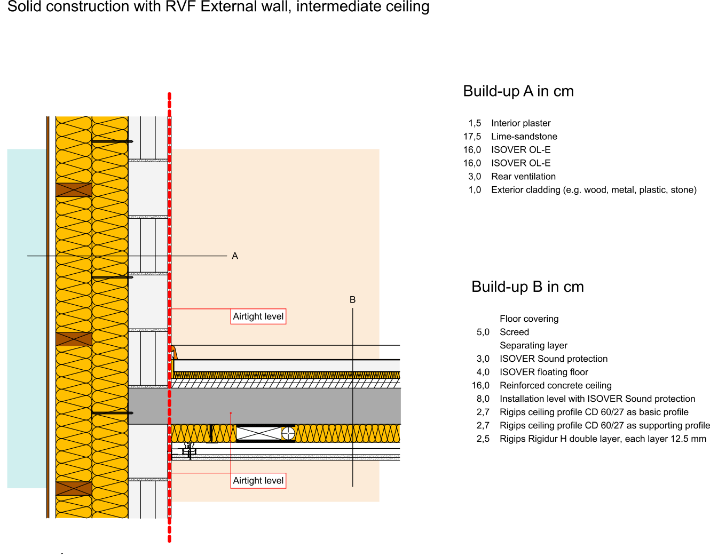 Solid construction with RVF External wall, intermediate ceiling
Build-up A in cm
1,5 Interior plaster
17,5 Lime-sandstone
16,0 ISOVER OL-E
16,0 ISOVER OL-E
3,0 Rear ventilation
1,0 Exterior cladding (e.g. wood, metal, plastic, stone)
A
Build-up B in cm
B
Airtight level
Floor covering
5,0 Screed
Separating layer
3,0 ISOVER Sound protection
4,0 ISOVER floating floor
16,0 Reinforced concrete ceiling
8,0 Installation level with ISOVER Sound protection
2,7 Rigips ceiling profile CD 60/27 as basic profile
2,7 Rigips ceiling profile CD 60/27 as supporting profile
2,5 Rigips Rigidur H double layer, each layer 12.5 mm
Airtight level